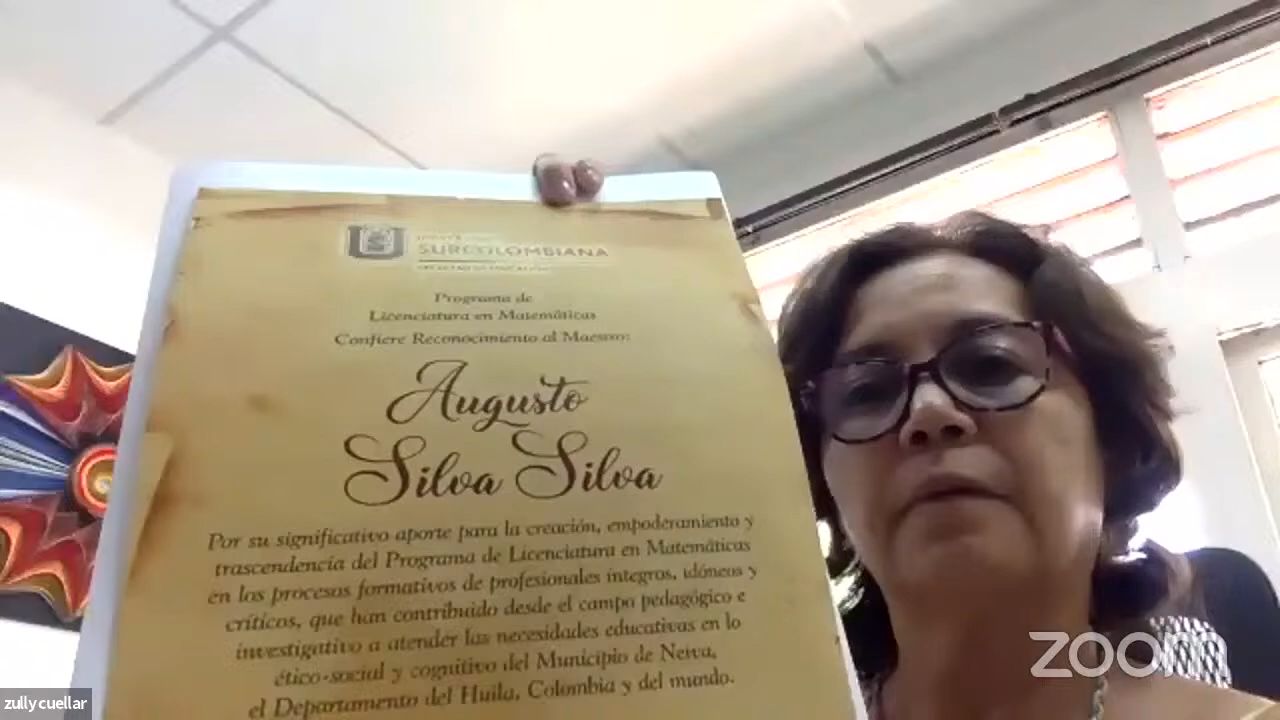 SURCOLOMBIANA
Programa de
Licenciatura en Matemáticas
Confiere Reconocimiento al Maestro:
Augusto
Silva Silva
Por su significativo aporte para la creación, empoderamiento y
trascendencia del Programa de Licenciatura en Matemáticas
en los procesos formativos de profesionales íntegros, idóneos y
críticos, que han contribuido desde el campo pedagógico e
investigativo a atender las necesidades educativas en lo
ético-social y cognitivo del Municipio de Neiva,
el Departamento del Huila, Colombia y del mundo.
zoom
zullycuellar